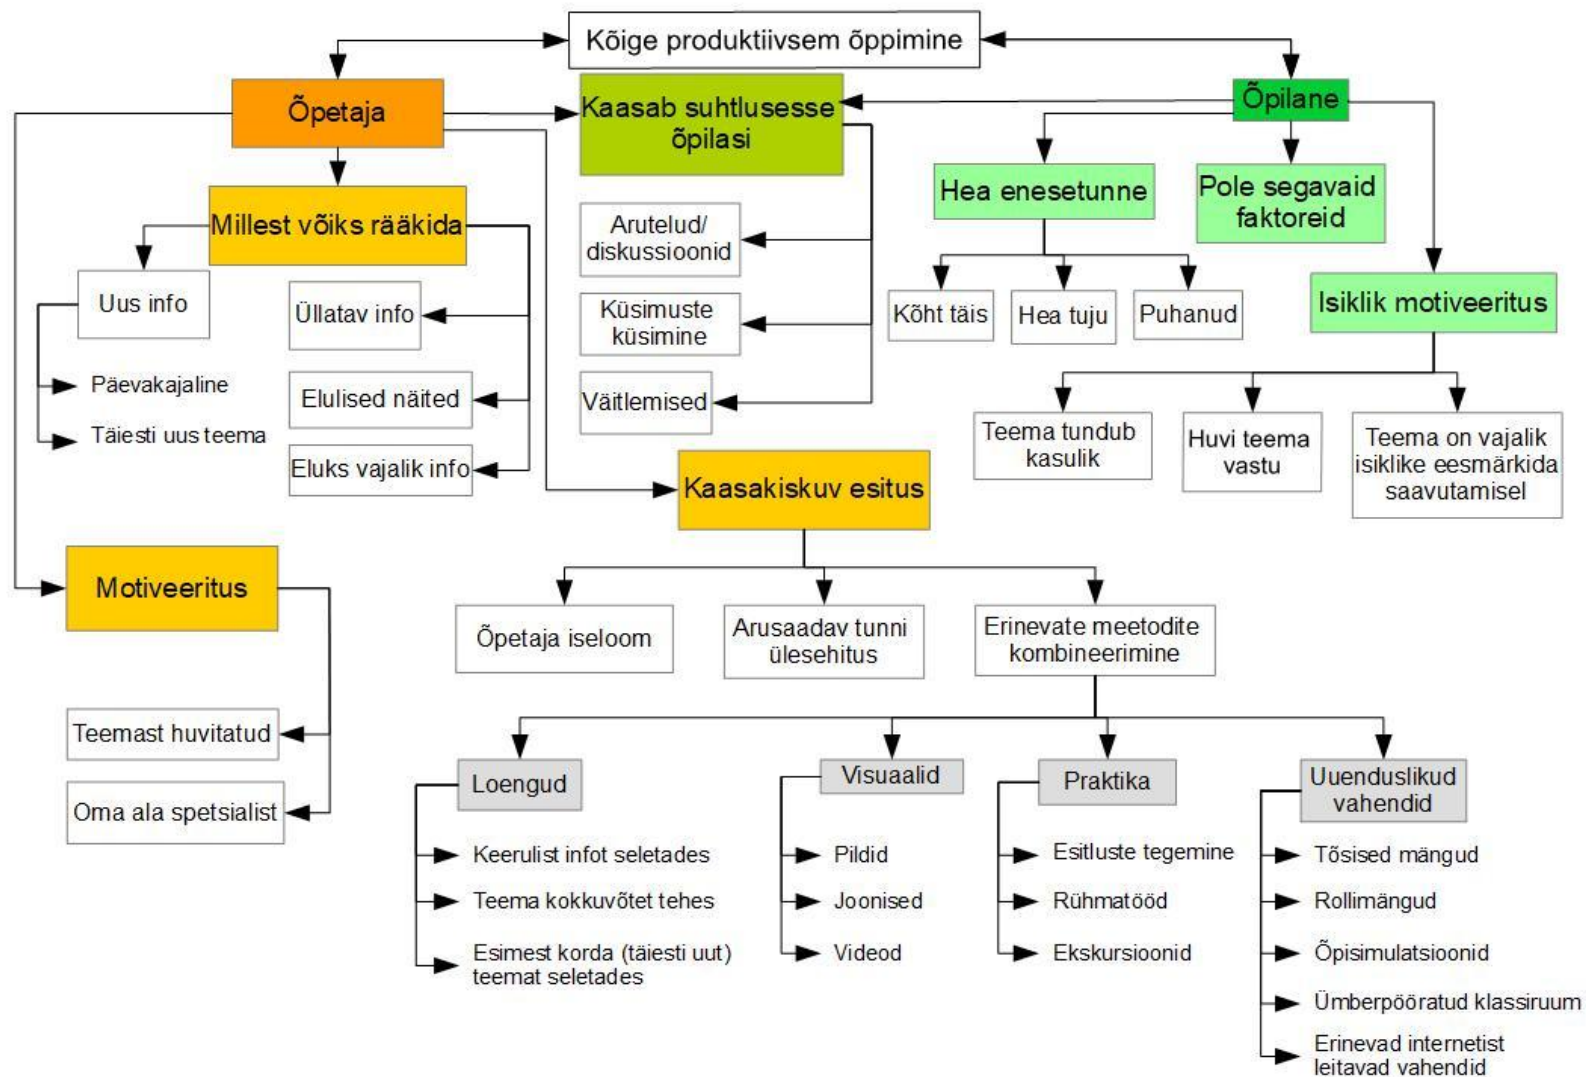 Kõige produktiivsem õppimine
Õpetaja
Kaasab suhtlusesse
õpilasi
Õpilane
Millest võiks rääkida
Hea enesetunne
Pole segavaid
faktoreid
Uus info
Üllatav info
Arutelud/
diskussioonid
Küsimuste
küsimine
Väitlemised
Kõht täis
Hea tuju
Puhanud
Isiklik motiveeritus
Päevakajaline
Täiesti uus teema
Elulised näited
Eluks vajalik info
Teema tundub
kasulik
Huvi teema
vastu
Teema on vajalik
isiklike eesmärkida
saavutamisel
Kaasakiskuv esitus
Motiveeritus
Teemast huvitatud
Oma ala spetsialist
Õpetaja iseloom
Arusaadav tunni
ülesehitus
Erinevate meetodite
kombineerimine
Loengud
Keerulist infot seletades
Teema kokkuvõtet tehes
Esimest korda (täiesti uut)
teemat seletades
Visuaalid
Pildid
Joonised
Videod
Praktika
Esitluste tegemine
Rühmatööd
Ekskursioonid
Uuenduslikud
vahendid
Tõsised mängud
Rollimängud
Õpisimulatsioonid
Ümberpööratud klassiruum
Erinevad internetist
leitavad vahendid